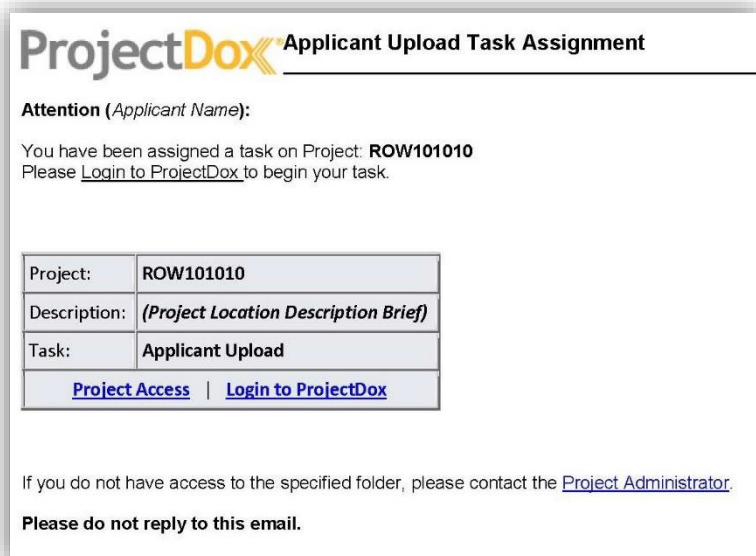 ProjectDox® Applicant Upload Task Assignment
Attention (Applicant Name):
You have been assigned a task on Project: ROW101010
Please Login to ProjectDox to begin your task.
Project: ROW101010
Description: (Project Location Description Brief)
Task: Applicant Upload
Project Access | Login to ProjectDox
If you do not have access to the specified folder, please contact the Project Administrator.
Please do not reply to this email.